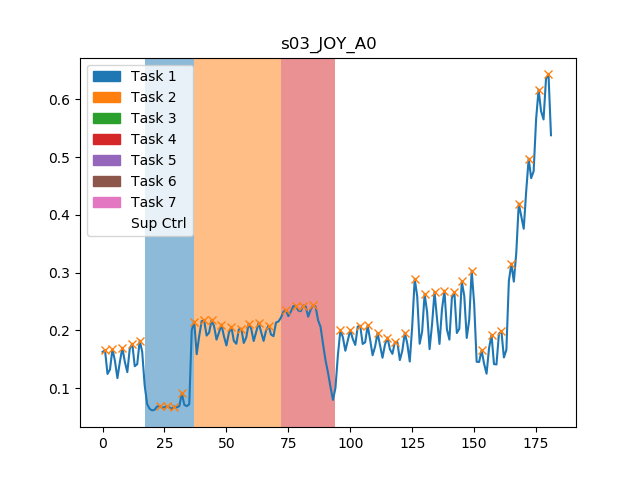 s03_JOY_A0
Task 1
Task 2
Task 3
Task 4
Task 5
Task 6
Task 7
Sup Ctrl
0.6
0.5
0.4
0.3
0.2
0.1
0 25 50 75 100 125 150 175